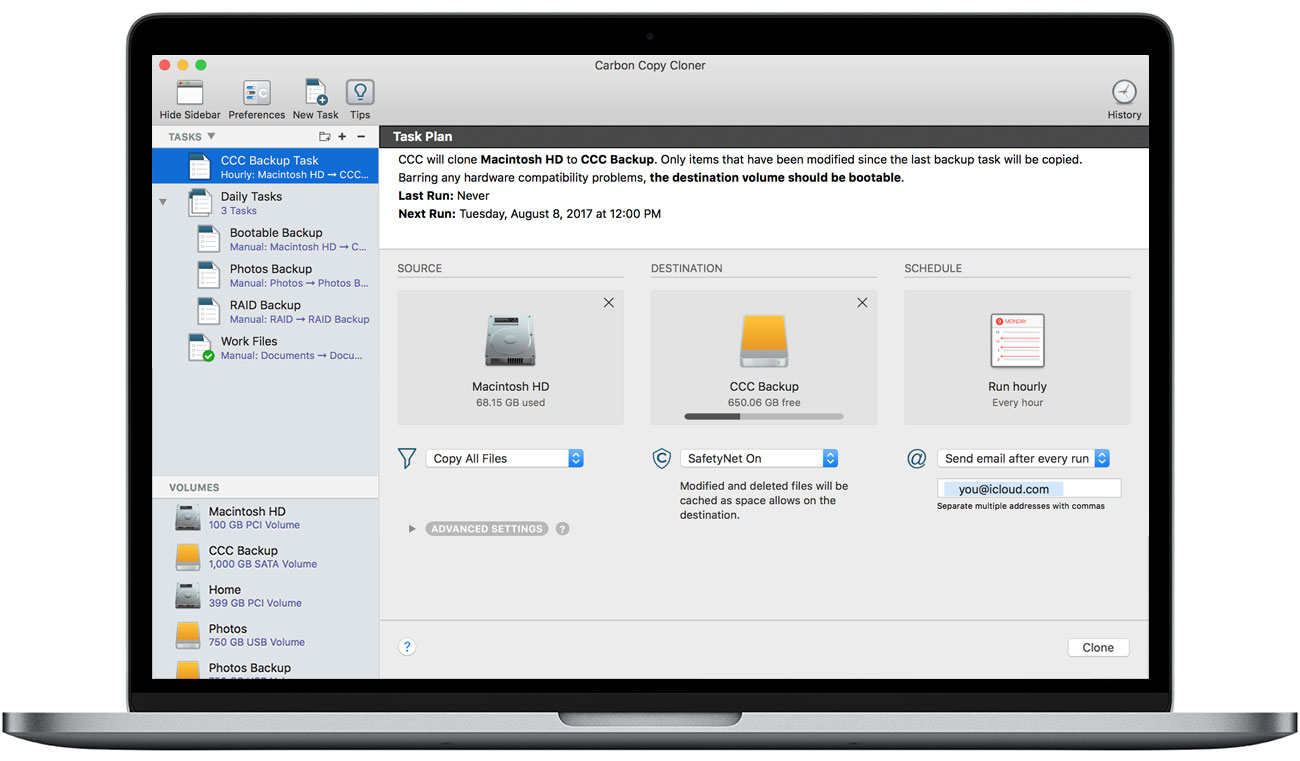 Carbon Copy Cloner
Hide Sidebar
Preferences
New Task
Tips
History
TASKS
CCC Backup Task
Hourly: Macintosh HD → CCC...
Daily Tasks
3 Tasks
Bootable Backup
Manual: Macintosh HD → C...
Photos Backup
Manual: Photos → Photos B...
RAID Backup
Manual: RAID → RAID Backup
Work Files
Manual: Documents → Docu...
VOLUMES
Macintosh HD
100 GB PCI Volume
CCC Backup
1,000 GB SATA Volume
Home
399 GB PCI Volume
Photos
750 GB USB Volume
Photos Backup
Task Plan
CCC will clone Macintosh HD to CCC Backup. Only items that have been modified since the last backup task will be copied.
Barring any hardware compatibility problems, the destination volume should be bootable.
Last Run: Never
Next Run: Tuesday, August 8, 2017 at 12:00 PM
SOURCE
Macintosh HD
68.15 GB used
Copy All Files
ADVANCED SETTINGS ?
DESTINATION
CCC Backup
650.06 GB free
SafetyNet On
Modified and deleted files will be
cached as space allows on the
destination.
SCHEDULE
MONDAY
Run hourly
Every hour
@ Send email after every run
you@icloud.com
Separate multiple addresses with commas
?
Clone